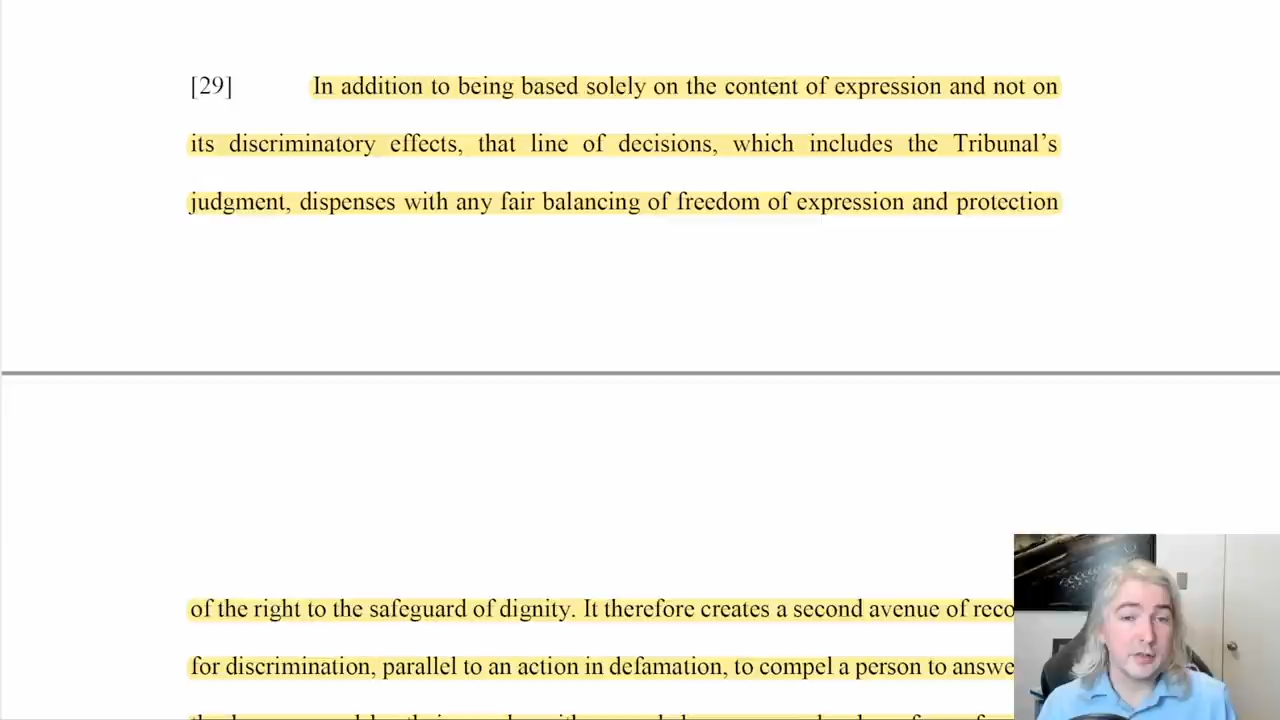 [29] In addition to being based solely on the content of expression and not on
its discriminatory effects, that line of decisions, which includes the Tribunal's
judgment, dispenses with any fair balancing of freedom of expression and protection
of the right to the safeguard of dignity. It therefore creates a second avenue of reco
for discrimination, parallel to an action in defamation, to compel a person to answe